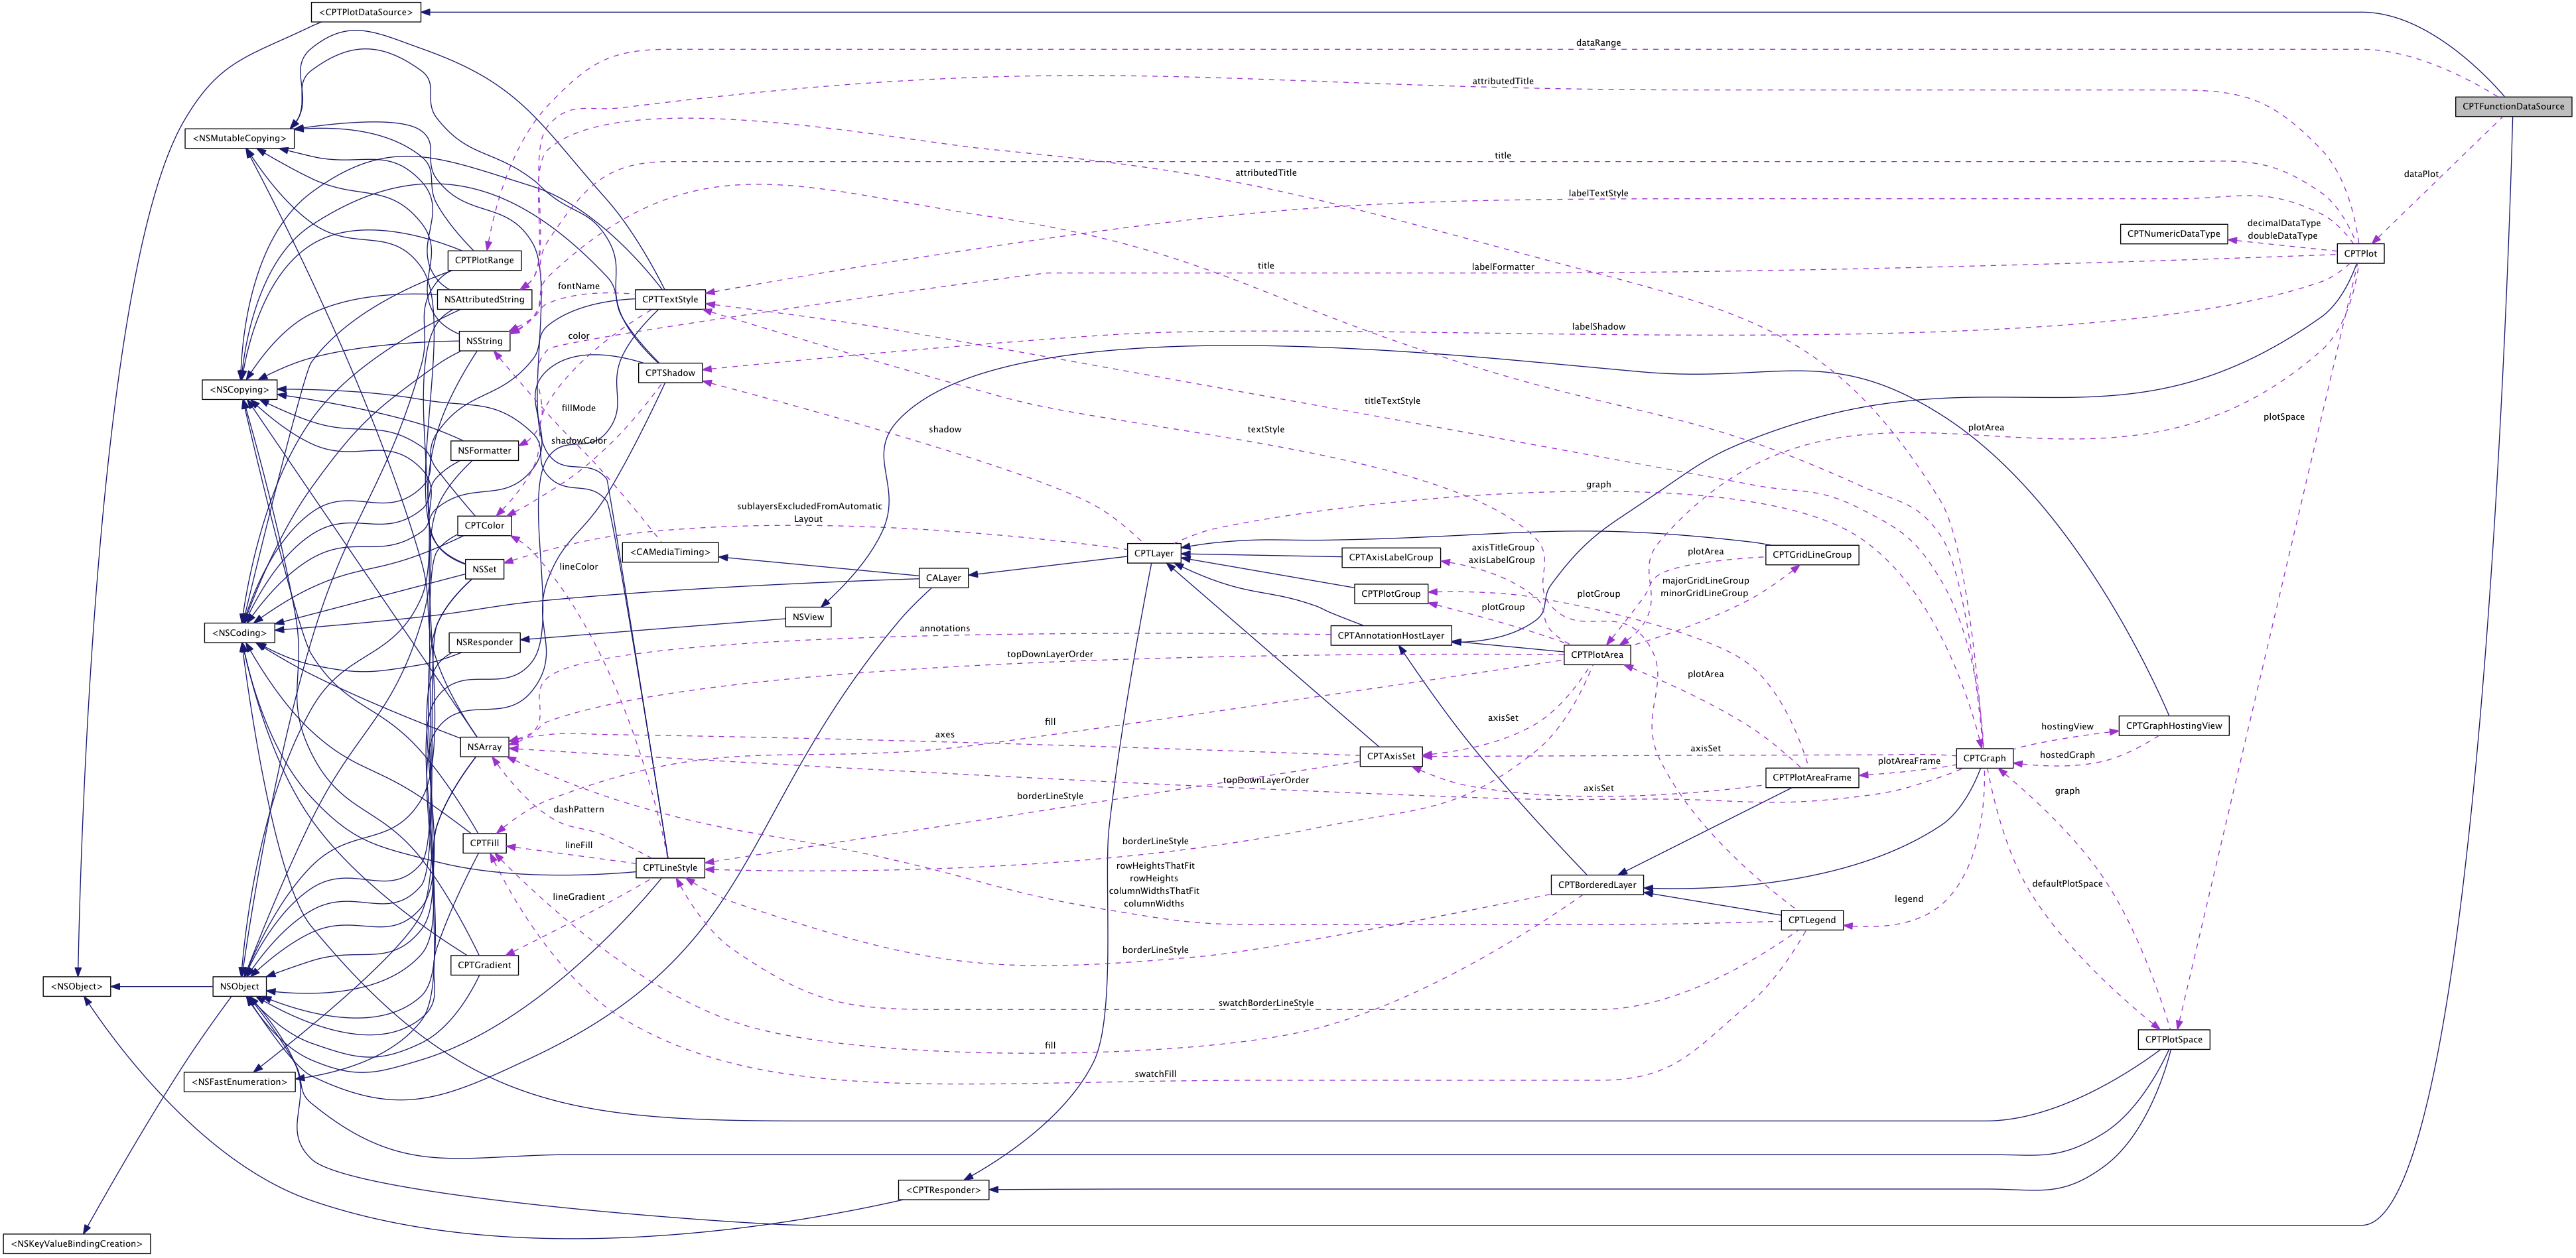 <CPTPlotDataSource>
dataRange
attributedTitle
CPTFunctionDataSource
<NSMutableCopying>
title
attributedTitle
dataPlot
labelTextStyle
decimalDataType
doubleDataType
CPTNumericDataType
CPTPlot
CPTPlotRange
title
labelFormatter
fontName
NSAttributedString
CPTTextStyle
labelShadow
color
NSString
CPTShadow
<NSCopying>
titleTextStyle
fillMode
shadow
textStyle
plotArea
plotSpace
shadowColor
NSFormatter
graph
sublayersExcludedFromAutomatic
Layout
CPTColor
<CAMediaTiming>
CPTLayer
axisTitleGroup
axisLabelGroup
CPTAxisLabelGroup
plotArea
CPTGridLineGroup
lineColor
NSSet
CALayer
majorGridLineGroup
minorGridLineGroup
CPTPlotGroup
plotGroup
plotGroup
NSView
<NSCoding>
NSResponder
annotations
CPTAnnotationHostLayer
topDownLayerOrder
CPTPlotArea
plotArea
fill
axisSet
hostingView
CPTGraphHostingView
axes
NSArray
axisSet
CPTAxisSet
CPTGraph
hostedGraph
plotAreaFrame
CPTPlotAreaFrame
topDownLayerOrder
axisSet
graph
borderLineStyle
dashPattern
CPTFill
lineFill
borderLineStyle
CPTLineStyle
rowHeightsThatFit
rowHeights
columnWidthsThatFit
columnWidths
CPTBorderedLayer
defaultPlotSpace
lineGradient
legend
CPTLegend
borderLineStyle
CPTGradient
<NSObject>
NSObject
swatchBorderLineStyle
fill
CPTPlotSpace
swatchFill
<NSFastEnumeration>
<CPTResponder>
<NSKeyValueBindingCreation>